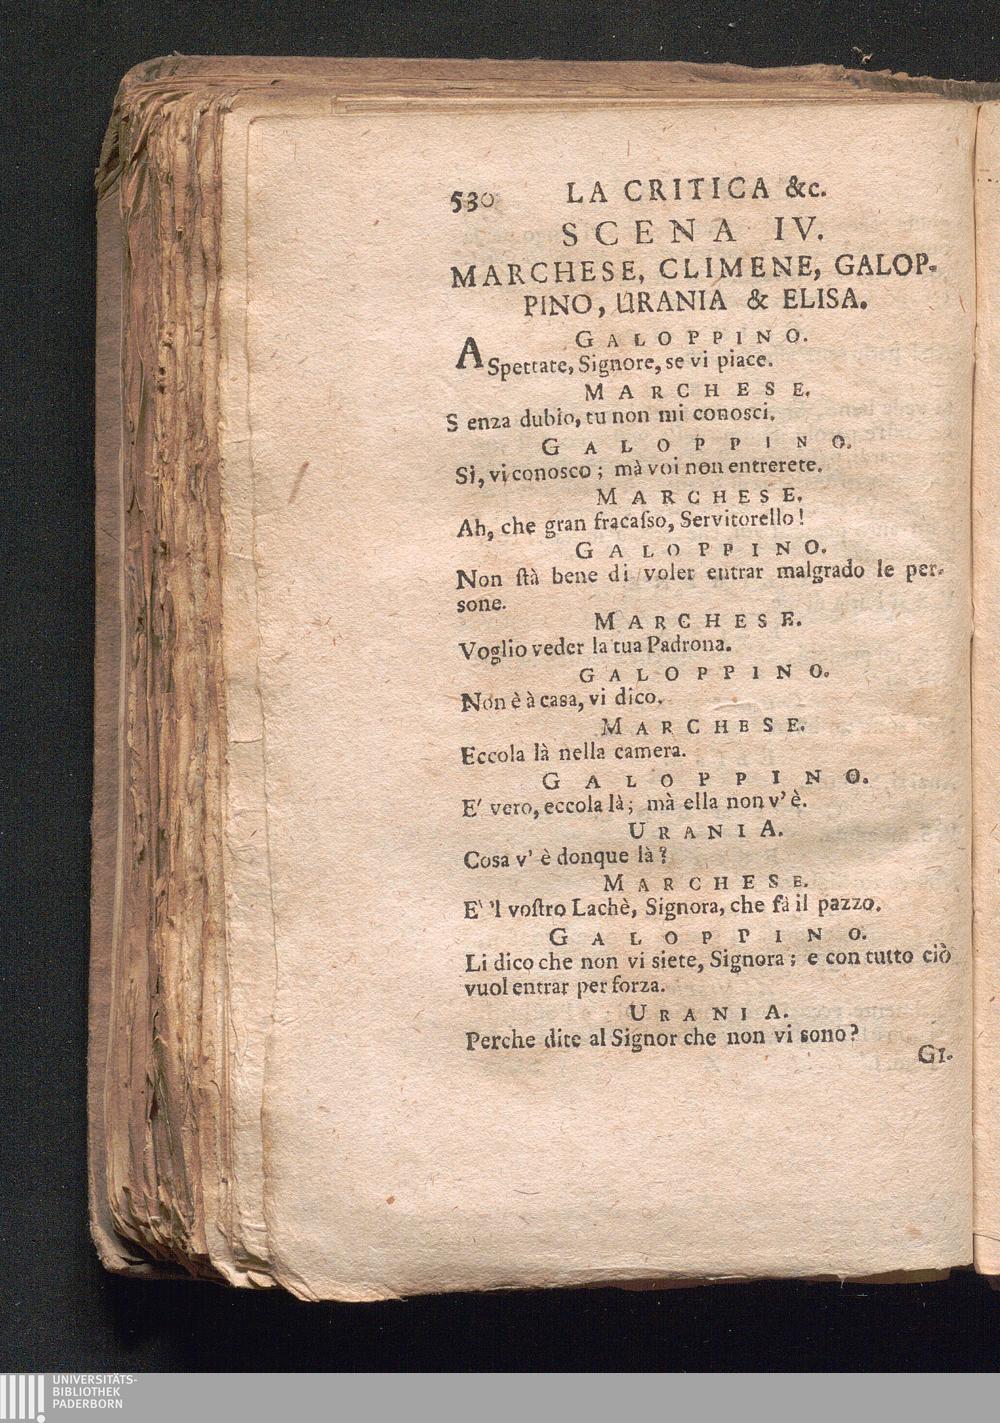 530 LA CRITICA &c.
SCENA IV.
MARCHESE, CLIMENE, GALOP-
PINO, URANIA & ELISA.
GALOPPINO.
ASpettate, Signore, se vi piace.
MARCHESE.
S enza dubio, tu non mi conosci.
GALOPPINO.
Sì, vi conosco; mà voi non entrerete.
MARCHESE.
Ah, che gran fracaſso, Servitorello!
GALOPPINO.
Non ſtà bene di voler entrar malgrado le per-
sone.
MARCHESE.
Voglio veder la tua Padrona.
GALOPPINO.
Non è à casa, vi dico.
MARCHESE.
Eccola là nella camera.
GALOPPINO.
E' vero, eccola là; mà ella non v' è.
URANIA.
Cosa v' è donque là?
MARCHESE.
E' 'l voſtro Lachè, Signora, che fà il pazzo.
GALOPPINO.
Li dico che non vi siete, Signora; e con tutto ciò
vuol entrar per forza.
URANIA.
Perche dite al Signor che non vi sono?
GI-
UNIVERSITÄTS-
BIBLIOTHEK
PADERBORN